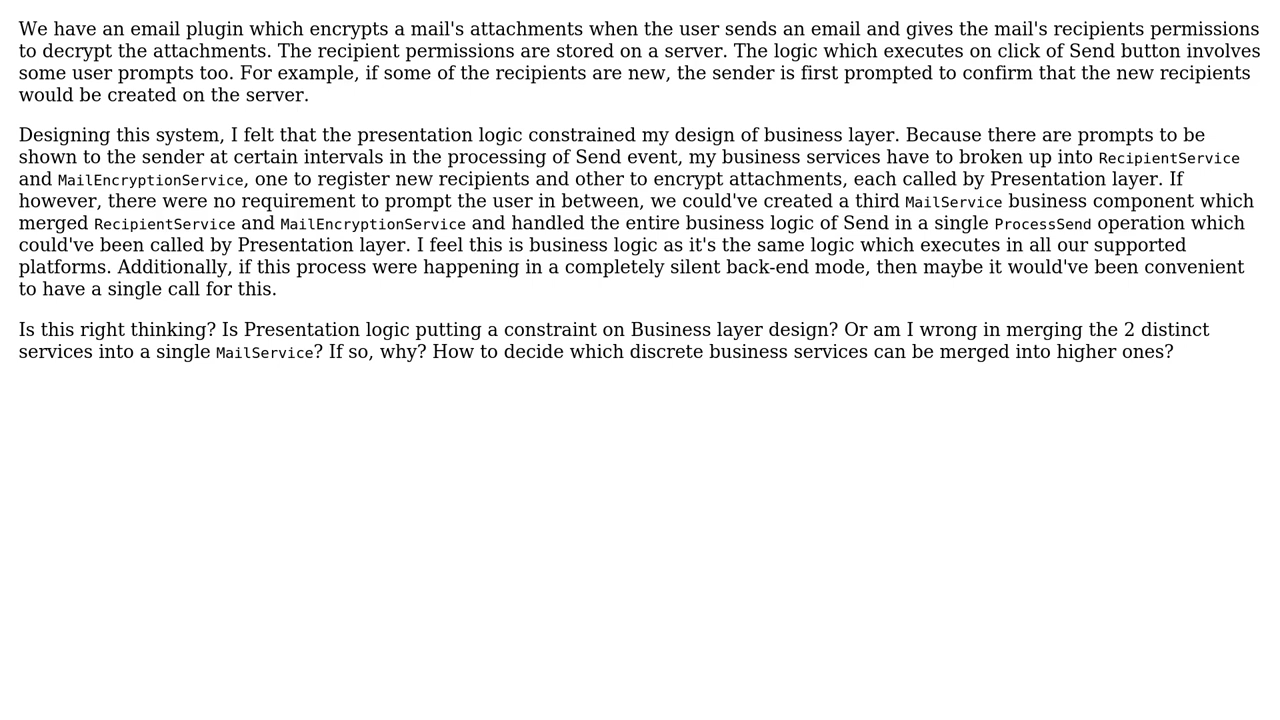 We have an email plugin which encrypts a mail's attachments when the user sends an email and gives the mail's recipients permissions
to decrypt the attachments. The recipient permissions are stored on a server. The logic which executes on click of Send button involves
some user prompts too. For example, if some of the recipients are new, the sender is first prompted to confirm that the new recipients
would be created on the server.
Designing this system, I felt that the presentation logic constrained my design of business layer. Because there are prompts to be
shown to the sender at certain intervals in the processing of Send event, my business services have to broken up into RecipientService
and MailEncryptionService, one to register new recipients and other to encrypt attachments, each called by Presentation layer. If
however, there were no requirement to prompt the user in between, we could've created a third MailService business component which
merged RecipientService and MailEncryptionService and handled the entire business logic of Send in a single ProcessSend operation which
could've been called by Presentation layer. I feel this is business logic as it's the same logic which executes in all our supported
platforms. Additionally, if this process were happening in a completely silent back-end mode, then maybe it would've been convenient
to have a single call for this.
Is this right thinking? Is Presentation logic putting a constraint on Business layer design? Or am I wrong in merging the 2 distinct
services into a single MailService? If so, why? How to decide which discrete business services can be merged into higher ones?